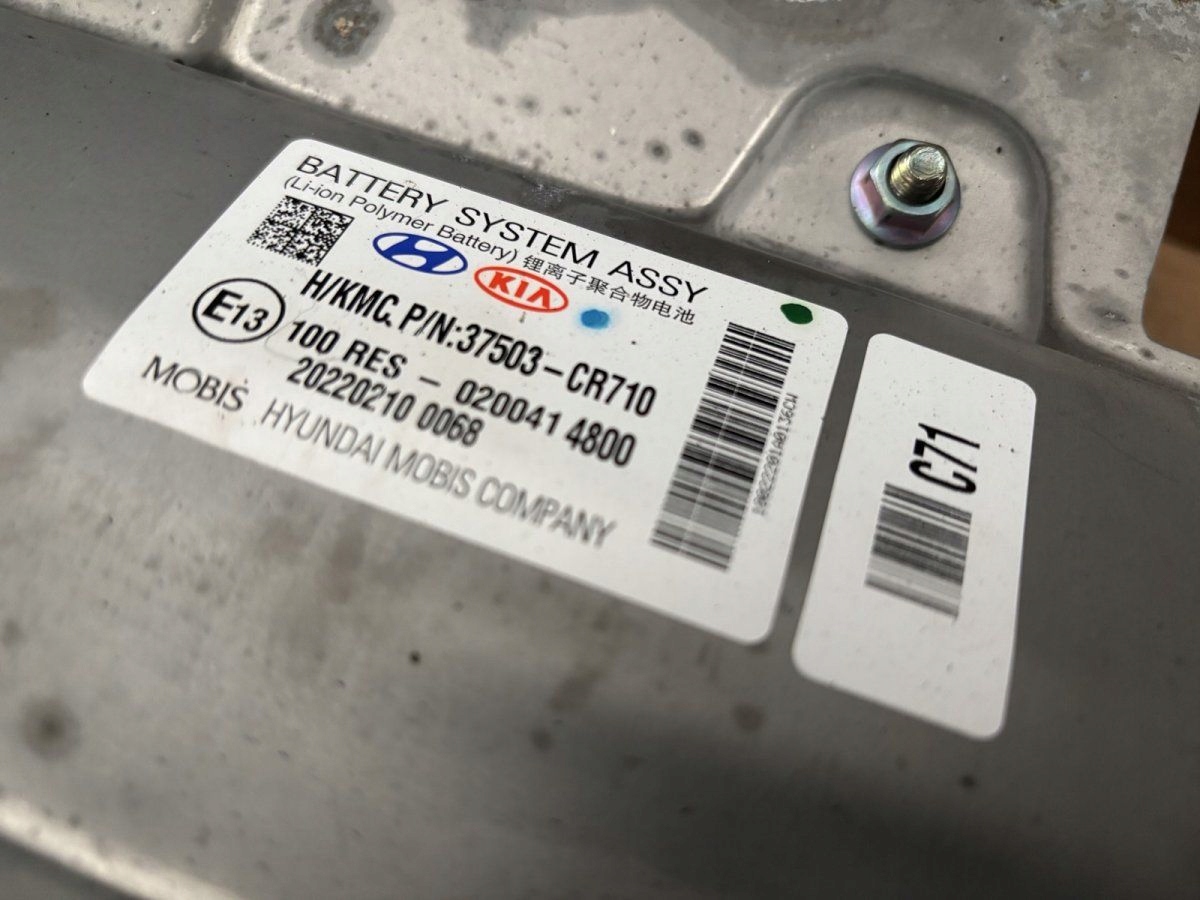 BATTERY SYSTEM ASSY
(Li-ion Polymer Battery) 锂离子聚合物电池
KIA
H/KMC. P/N:37503-CR710
E13
100 RES - 020041 4800
20220210 0068
MOBIS HYUNDAI MOBIS COMPANY
C71